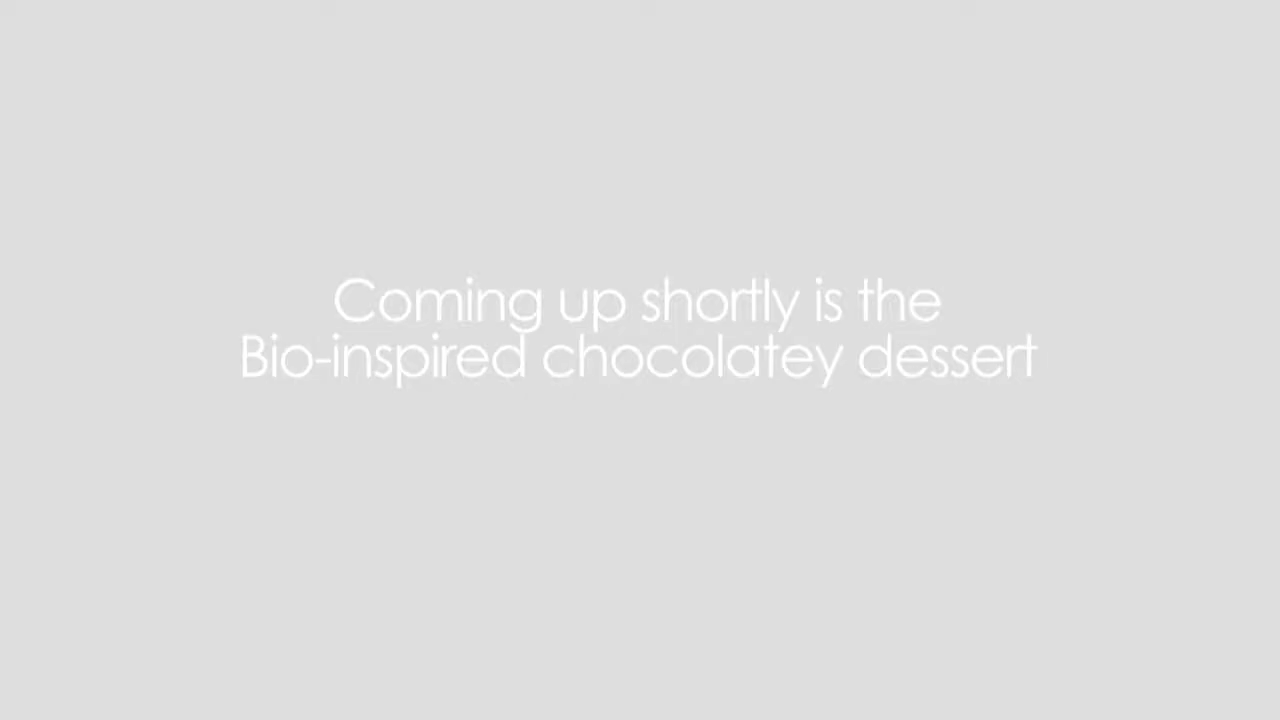 Coming up shortly is the
Bio-inspired chocolatey dessert